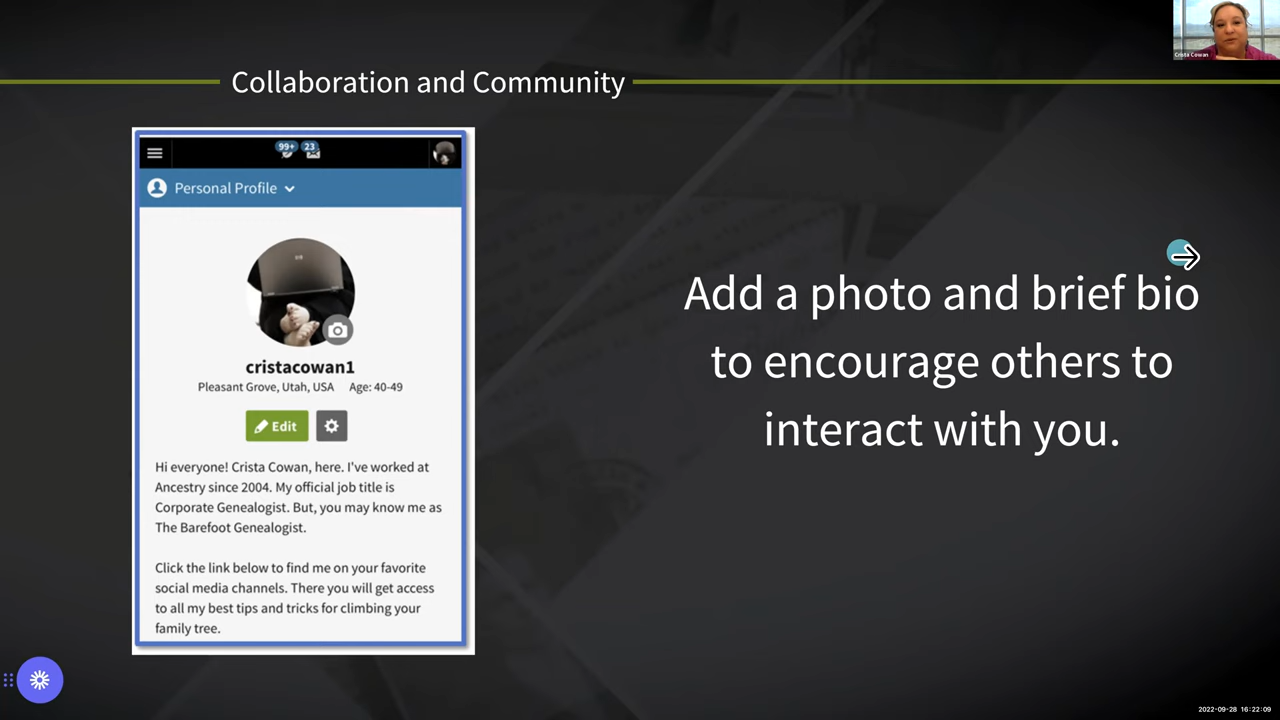 Crista Cowan
Collaboration and Community
99+ 23
Personal Profile
hp
cristacowan1
Pleasant Grove, Utah, USA Age: 40-49
Edit
Hi everyone! Crista Cowan, here. I've worked at
Ancestry since 2004. My official job title is
Corporate Genealogist. But, you may know me as
The Barefoot Genealogist.
Click the link below to find me on your favorite
social media channels. There you will get access
to all my best tips and tricks for climbing your
family tree.
Add a photo and brief bio
to encourage others to
interact with you.
2022-09-28 16:22:09